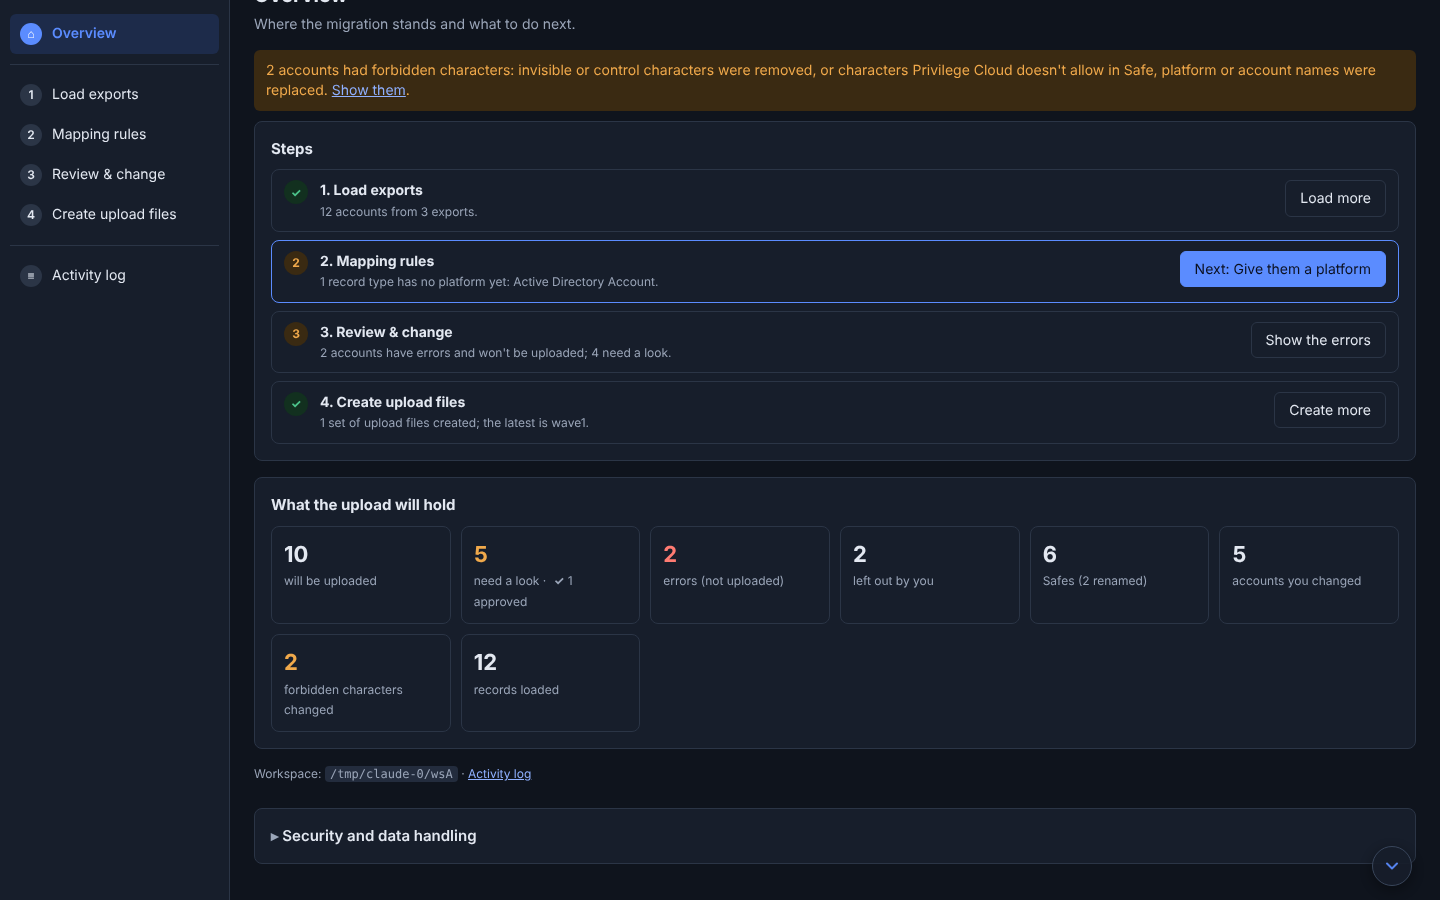 Overview
1 Load exports
2 Mapping rules
3 Review & change
4 Create upload files
Activity log
Where the migration stands and what to do next.
2 accounts had forbidden characters: invisible or control characters were removed, or characters Privilege Cloud doesn't allow in Safe, platform or account names were
replaced. Show them.
Steps
1. Load exports
12 accounts from 3 exports.
Load more
2
2. Mapping rules
1 record type has no platform yet: Active Directory Account.
Next: Give them a platform
3
3. Review & change
2 accounts have errors and won't be uploaded; 4 need a look.
Show the errors
4. Create upload files
1 set of upload files created; the latest is wave1.
Create more
What the upload will hold
10
will be uploaded
5
need a look · ✓ 1
approved
2
errors (not uploaded)
2
left out by you
6
Safes (2 renamed)
5
accounts you changed
2
forbidden characters
changed
12
records loaded
Workspace: /tmp/claude-0/wsA · Activity log
▸ Security and data handling